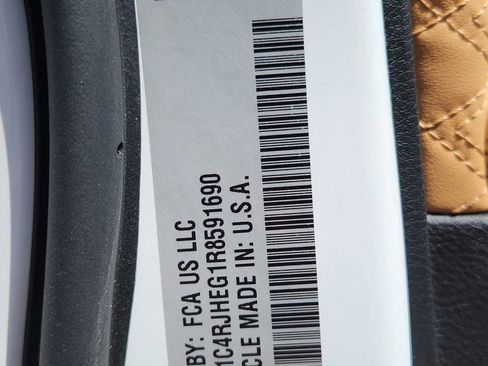 BY: FCA US LLC
1C4RJHEG1R8591690
CLE MADE IN: U.S.A.